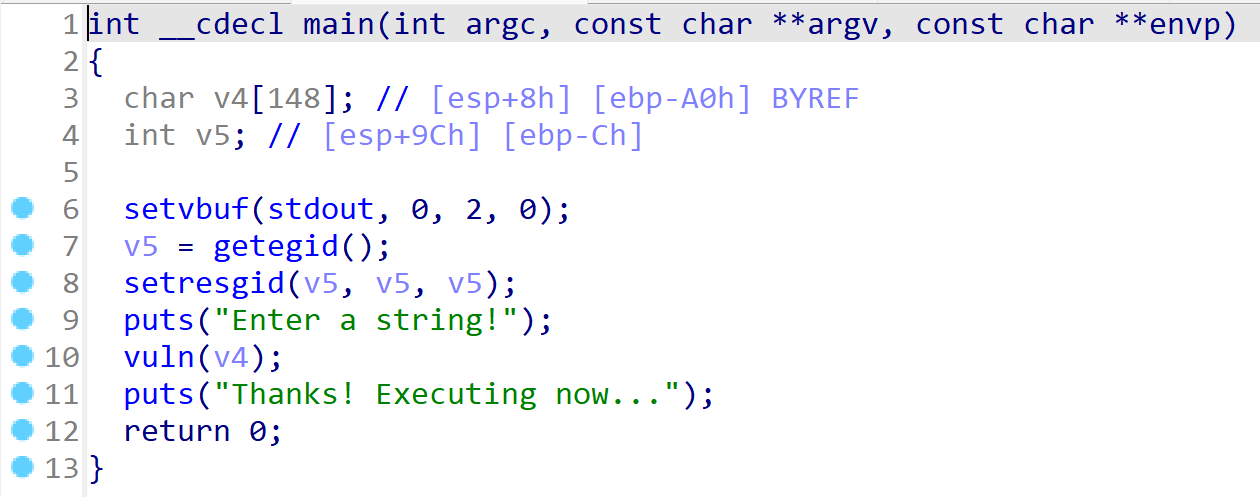 1 int __cdecl main(int argc, const char **argv, const char **envp)
2 {
3   char v4[148]; // [esp+8h] [ebp-A0h] BYREF
4   int v5; // [esp+9Ch] [ebp-Ch]
5
6   setvbuf(stdout, 0, 2, 0);
7   v5 = getegid();
8   setresgid(v5, v5, v5);
9   puts("Enter a string!");
10   vuln(v4);
11   puts("Thanks! Executing now...");
12   return 0;
13 }